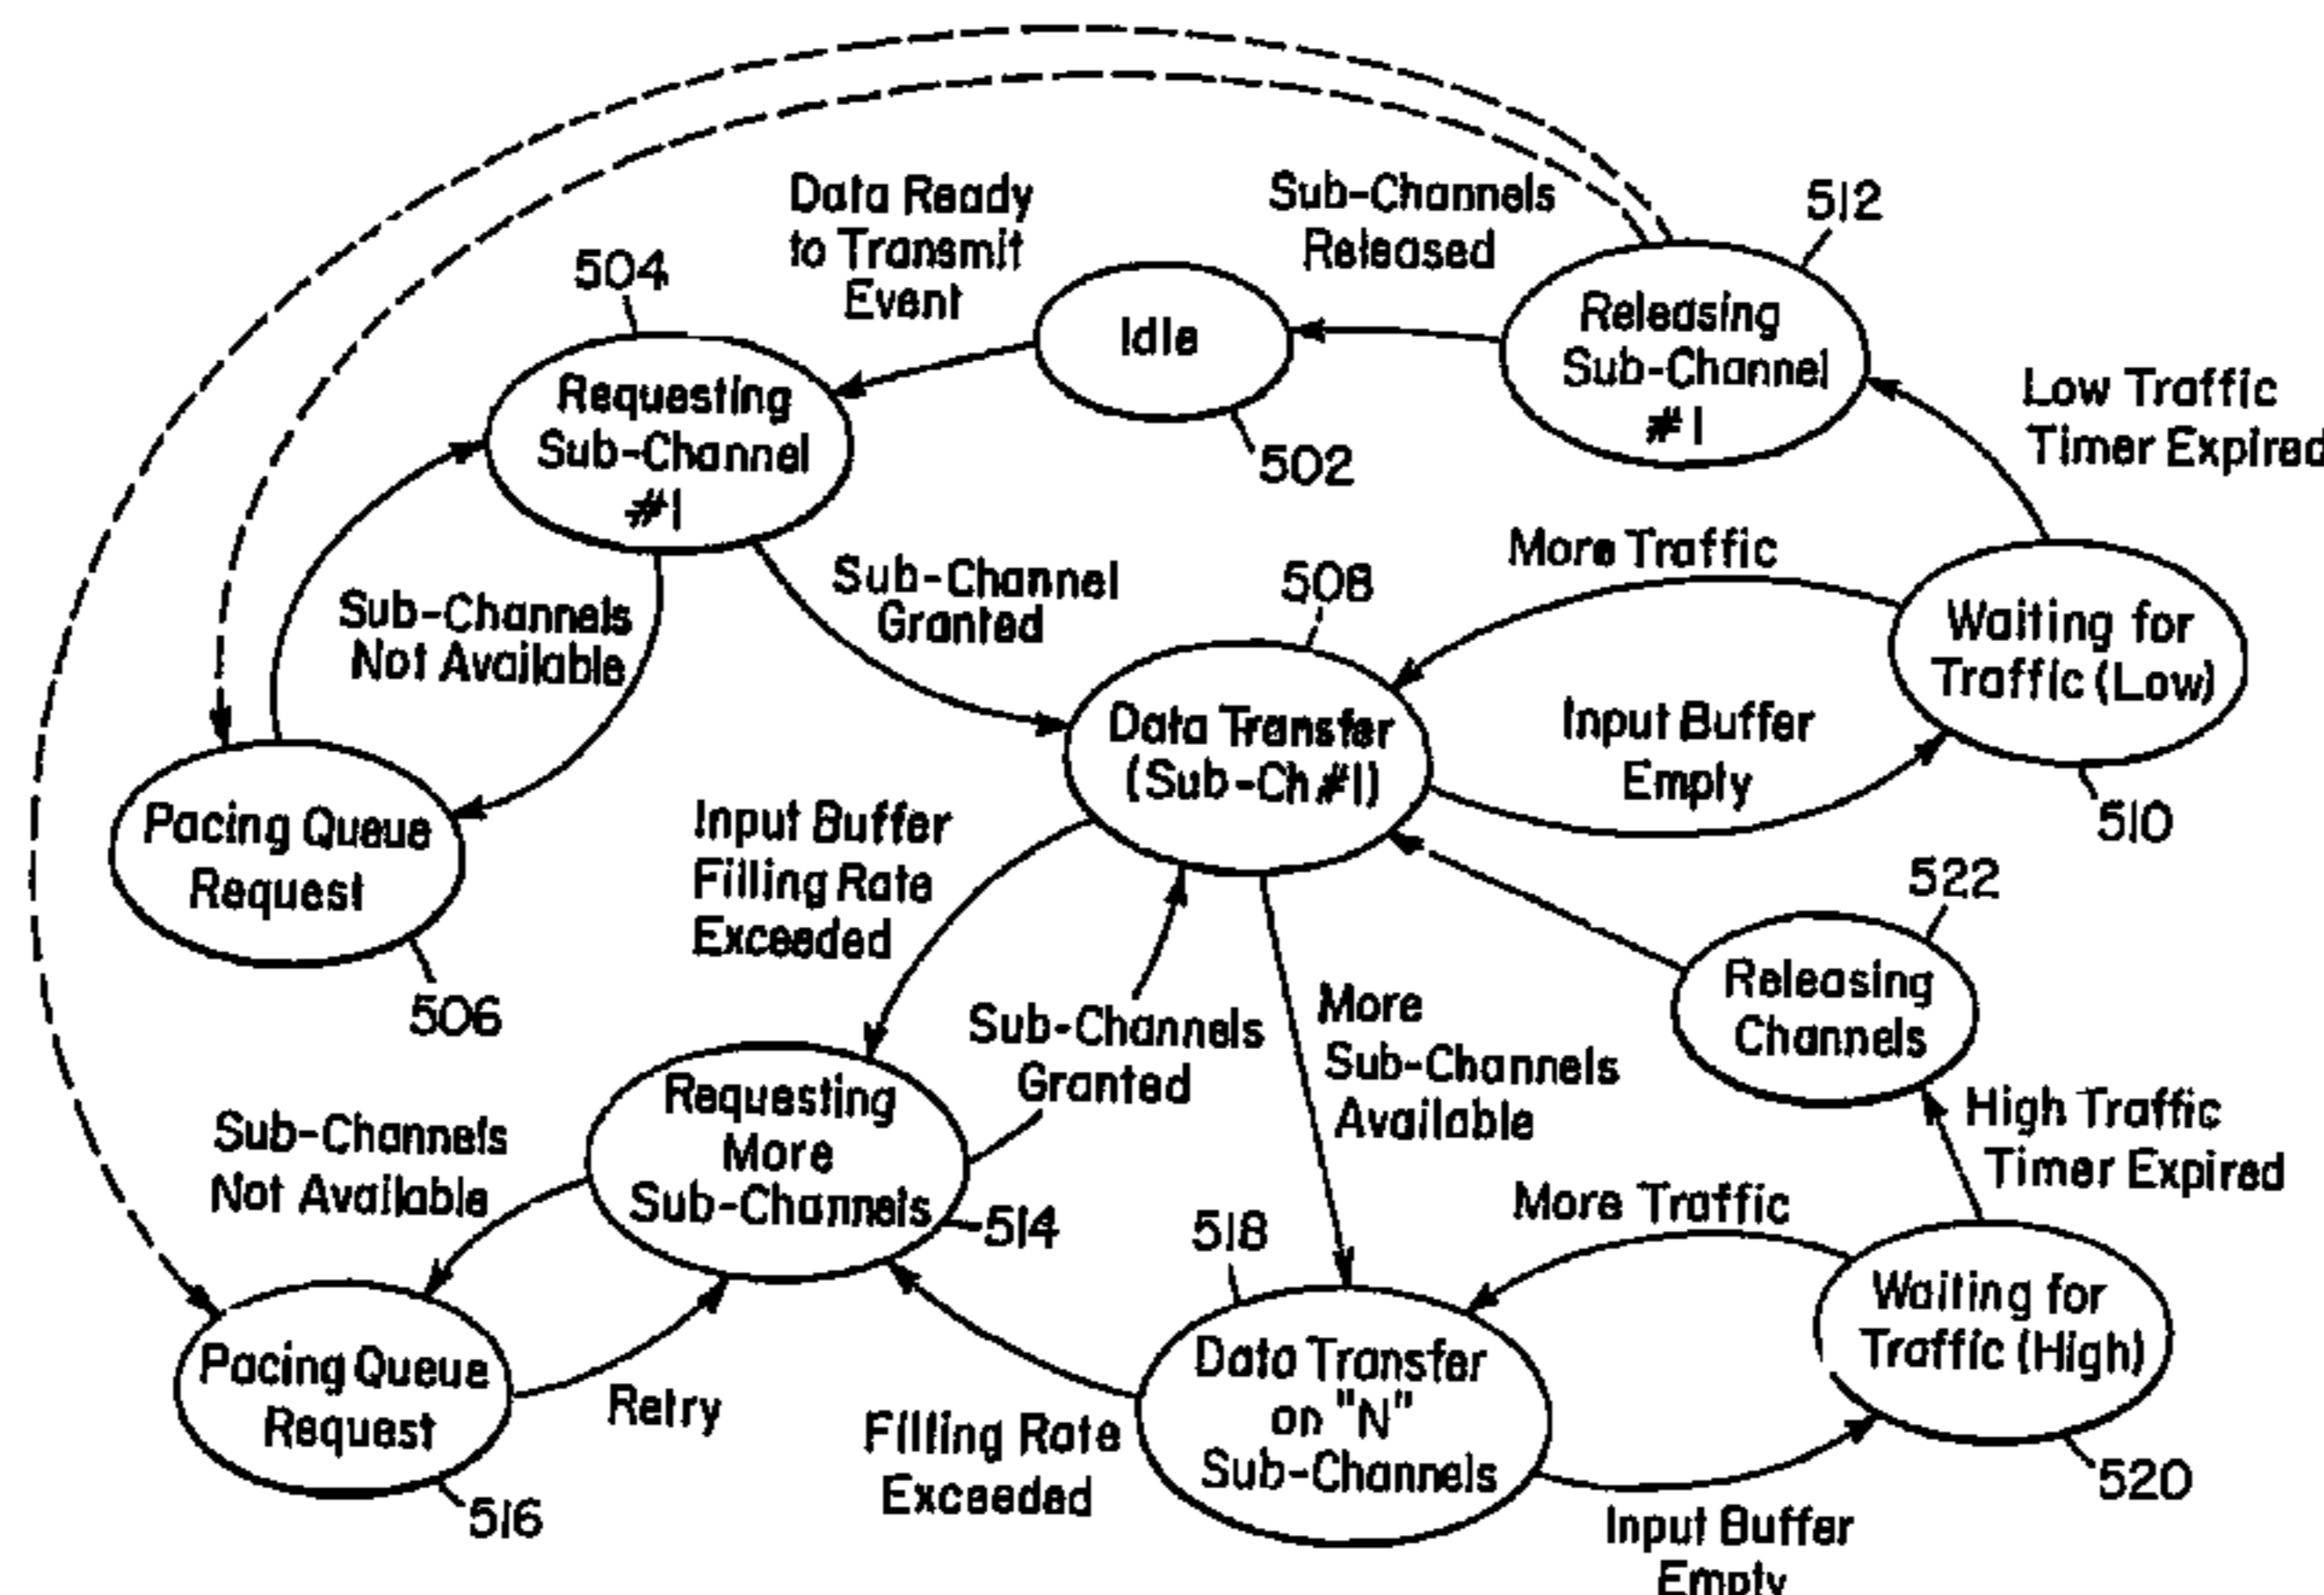 Data Ready
to Transmit
Event
Sub-Channels
Released
512
504
Idle
502
Releasing
Sub-Channel
#1
Low Traffic
Timer Expired
Requesting
Sub-Channel
#1
Sub-Channels
Not Available
Sub-Channel
Granted
508
More Traffic
Waiting for
Traffic (Low)
510
Data Transfer
(Sub-Ch#1)
Input Buffer
Empty
Pacing Queue
Request
506
Input Buffer
Filling Rate
Exceeded
522
Releasing
Channels
Sub-Channels
Granted
More
Sub-Channels
Available
High Traffic
Timer Expired
Requesting
More
Sub-Channels
514
Sub-Channels
Not Available
518
More Traffic
Waiting for
Traffic (High)
520
Pacing Queue
Request
516
Retry
Filling Rate
Exceeded
Data Transfer
on "N"
Sub-Channels
Input Buffer
Empty